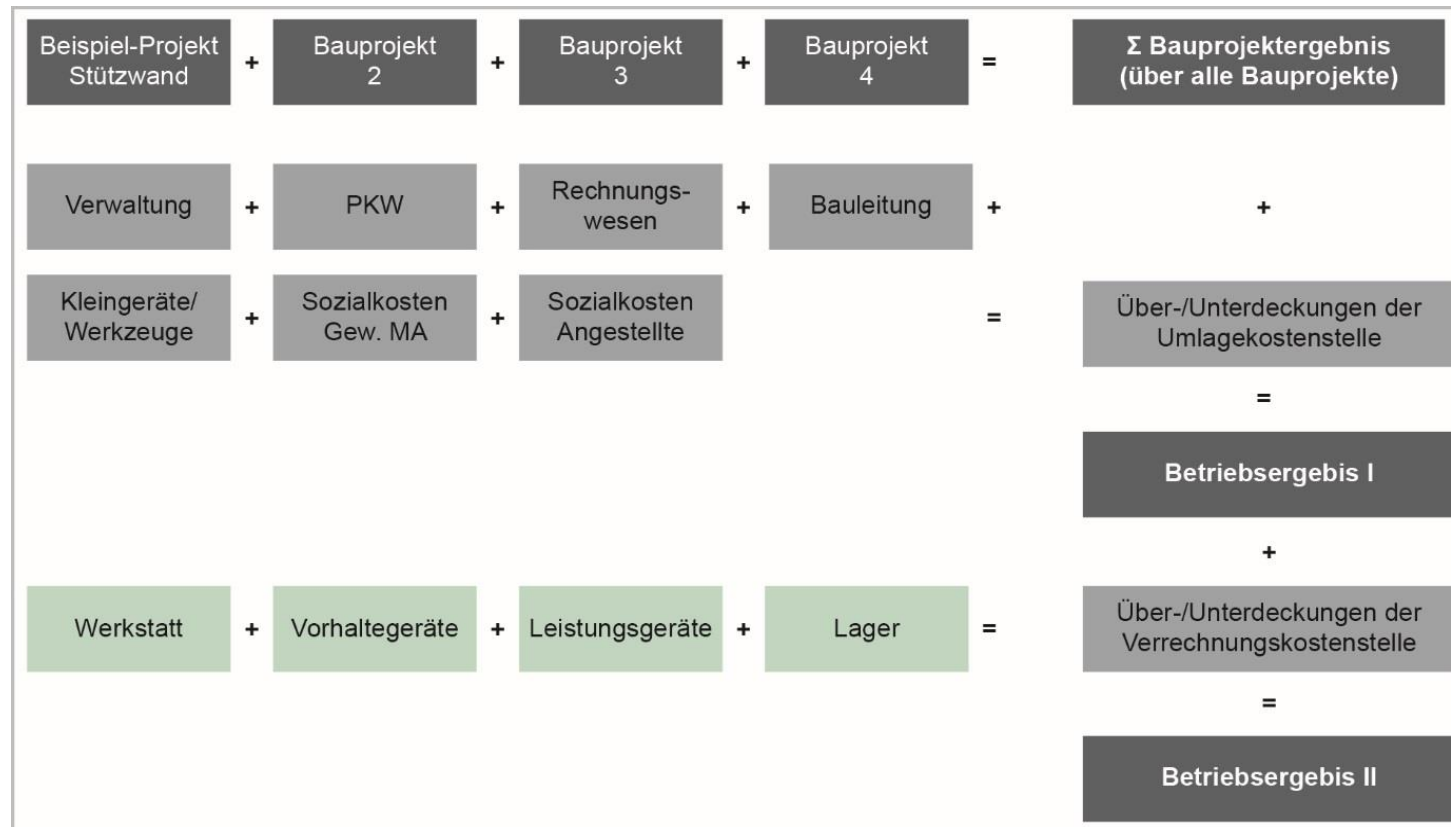 Beispiel-Projekt + Bauprojekt + Bauprojekt + Bauprojekt = Σ Bauprojektergebnis
Stützwand 2 3 4 (über alle Bauprojekte)
Verwaltung + PKW + Rechnungs- + Bauleitung + +
wesen
Kleingeräte/ + Sozialkosten + Sozialkosten = Über-/Unterdeckungen der
Werkzeuge Gew. MA Angestellte Umlagekostenstelle
=
Betriebsergebis I
+
Werkstatt + Vorhaltegeräte + Leistungsgeräte + Lager = Über-/Unterdeckungen der
Verrechnungskostenstelle
=
Betriebsergebis II